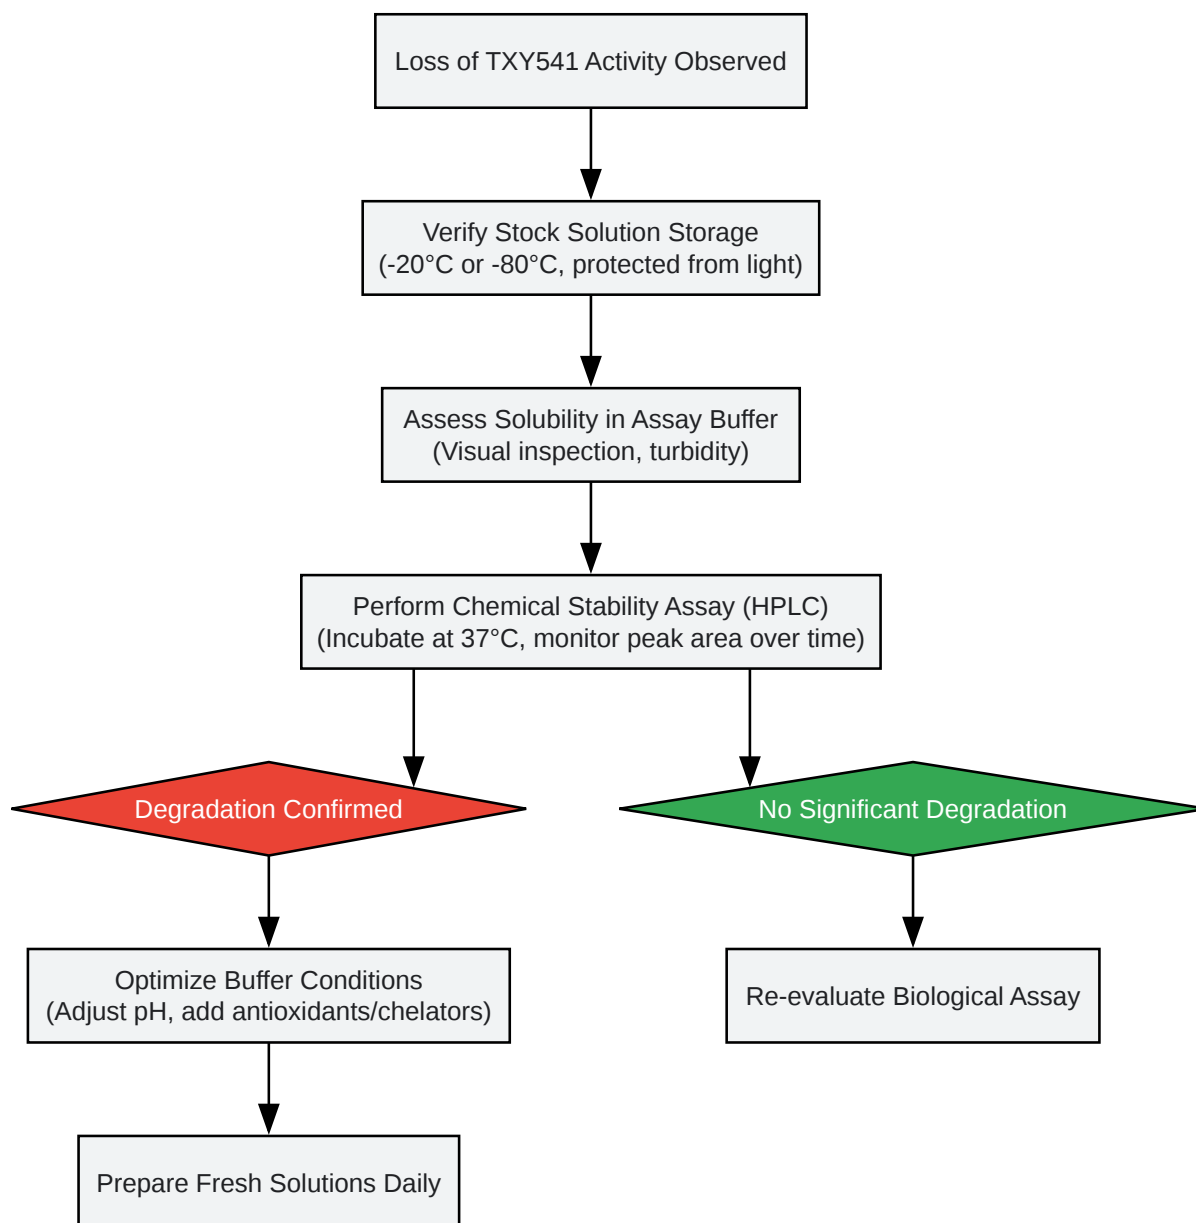 Loss of TXY541 Activity Observed
Verify Stock Solution Storage
(-20°C or -80°C, protected from light)
Assess Solubility in Assay Buffer
(Visual inspection, turbidity)
Perform Chemical Stability Assay (HPLC)
(Incubate at 37°C, monitor peak area over time)
Degradation Confirmed
No Significant Degradation
Optimize Buffer Conditions
(Adjust pH, add antioxidants/chelators)
Re-evaluate Biological Assay
Prepare Fresh Solutions Daily